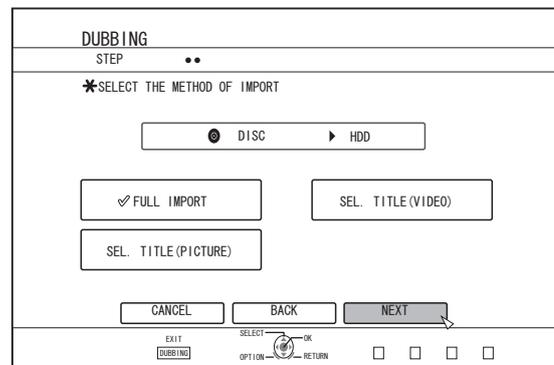 DUBBING
STEP
SELECT THE METHOD OF IMPORT
DISC HDD
FULL IMPORT SEL. TITLE(VIDEO)
SEL. TITLE(PICTURE)
CANCEL BACK NEXT
EXIT SELECT OK
DUBBING OPTION RETURN